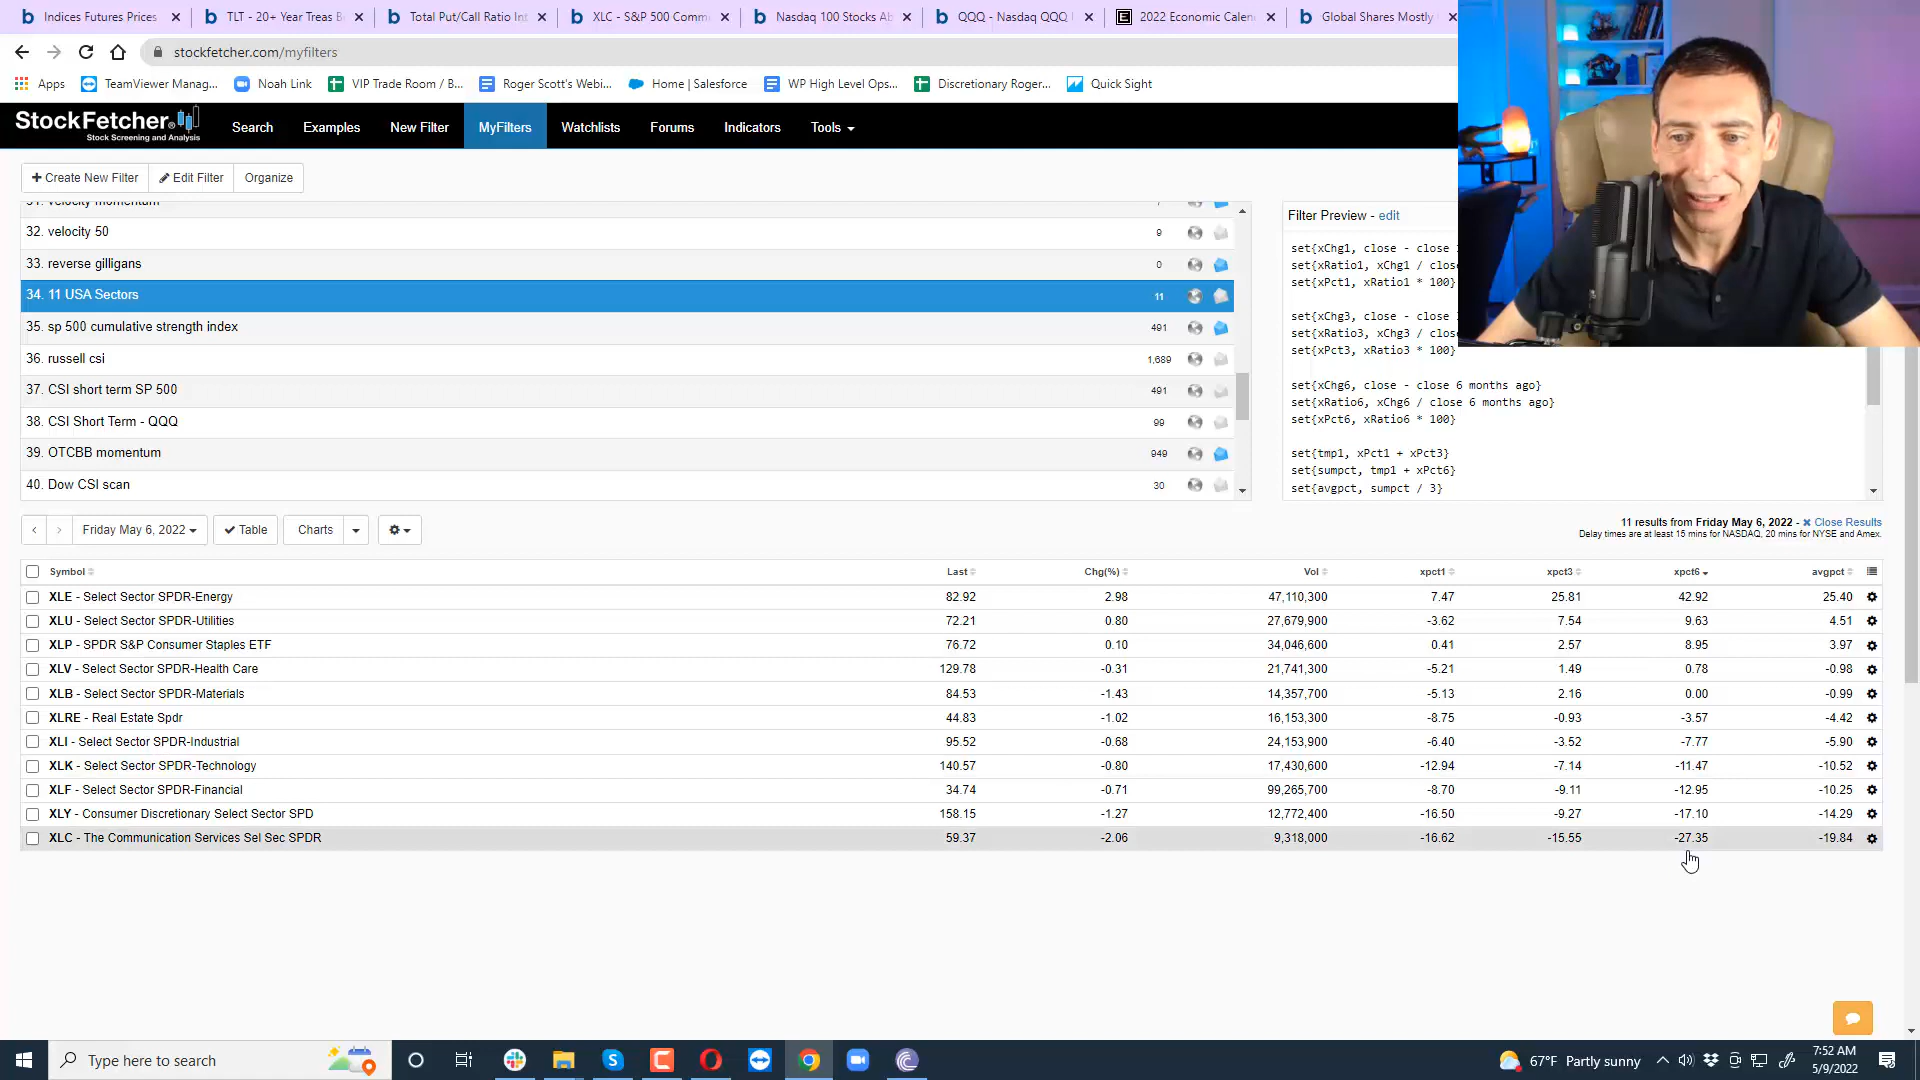 Indices Futures Prices
TLT - 20+ Year Treas B
Total Put/Call Ratio Int
XLC - S&P 500 Comm
Nasdaq 100 Stocks Ab
QQQ - Nasdaq QQQ
2022 Economic Calen
Global Shares Mostly
stockfetcher.com/myfilters
Apps
TeamViewer Manag...
Noah Link
VIP Trade Room / B...
Roger Scott's Webi...
Home | Salesforce
WP High Level Ops...
Discretionary Roger...
Quick Sight
StockFetcher
Stock Screening and Analysis
Search
Examples
New Filter
MyFilters
Watchlists
Forums
Indicators
Tools
Create New Filter
Edit Filter
Organize
velocity momentum
32. velocity 50 9
33. reverse gilligans 0
34. 11 USA Sectors 11
35. sp 500 cumulative strength index 491
36. russell csi 1,689
37. CSI short term SP 500 491
38. CSI Short Term - QQQ 99
39. OTCBB momentum 949
40. Dow CSI scan 30
Filter Preview - edit
set{xChg1, close - close
set{xRatio1, xChg1 / clos
set{xPct1, xRatio1 * 100}
set{xChg3, close - close
set{xRatio3, xChg3 / clos
set{xPct3, xRatio3 * 100}
set{xChg6, close - close 6 months ago}
set{xRatio6, xChg6 / close 6 months ago}
set{xPct6, xRatio6 * 100}
set{tmp1, xPct1 + xPct3}
set{sumpct, tmp1 + xPct6}
set{avgpct, sumpct / 3}
Friday May 6, 2022
Table
Charts
11 results from Friday May 6, 2022 - Close Results
Delay times are at least 15 mins for NASDAQ, 20 mins for NYSE and Amex.
Symbol Last Chg(%) Vol xpct1 xpct3 xpct6 avgpct
XLE - Select Sector SPDR-Energy 82.92 2.98 47,110,300 7.47 25.81 42.92 25.40
XLU - Select Sector SPDR-Utilities 72.21 0.80 27,679,900 -3.62 7.54 9.63 4.51
XLP - SPDR S&P Consumer Staples ETF 76.72 0.10 34,046,600 0.41 2.57 8.95 3.97
XLV - Select Sector SPDR-Health Care 129.78 -0.31 21,741,300 -5.21 1.49 0.78 -0.98
XLB - Select Sector SPDR-Materials 84.53 -1.43 14,357,700 -5.13 2.16 0.00 -0.99
XLRE - Real Estate Spdr 44.83 -1.02 16,153,300 -8.75 -0.93 -3.57 -4.42
XLI - Select Sector SPDR-Industrial 95.52 -0.68 24,153,900 -6.40 -3.52 -7.77 -5.90
XLK - Select Sector SPDR-Technology 140.57 -0.80 17,430,600 -12.94 -7.14 -11.47 -10.52
XLF - Select Sector SPDR-Financial 34.74 -0.71 99,265,700 -8.70 -9.11 -12.95 -10.25
XLY - Consumer Discretionary Select Sector SPD 158.15 -1.27 12,772,400 -16.50 -9.27 -17.10 -14.29
XLC - The Communication Services Sel Sec SPDR 59.37 -2.06 9,318,000 -16.62 -15.55 -27.35 -19.84
Type here to search
67°F Partly sunny
7:52 AM
5/9/2022